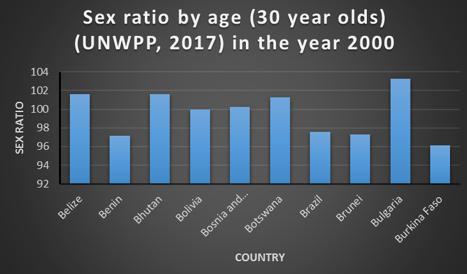 Sex ratio by age (30 year olds)
(UNWPP, 2017) in the year 2000
104
102
100
98
96
94
92
SEX RATIO
Belize
Benin
Bhutan
Bolivia
Bosnia and...
Botswana
Brazil
Brunei
Bulgaria
Burkina Faso
COUNTRY